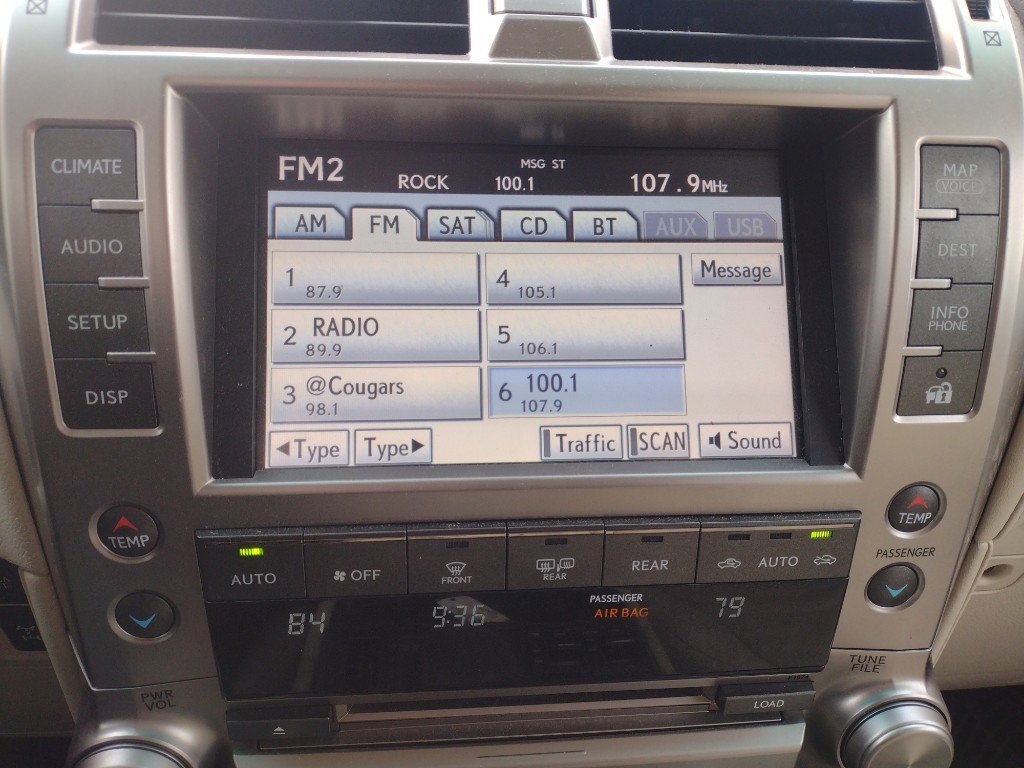 CLIMATE
AUDIO
SETUP
DISP
MAP
VOICE
DEST
INFO
PHONE
FM2 ROCK MSG ST 100.1 107.9MHz
AM FM SAT CD BT AUX USB
1 87.9
4 105.1
Message
2 RADIO 89.9
5 106.1
3 @Cougars 98.1
6 100.1 107.9
◀Type Type▶ Traffic SCAN Sound
TEMP
TEMP
PASSENGER
AUTO OFF FRONT REAR REAR AUTO
84 9:36 PASSENGER AIR BAG 79
PWR
VOL
TUNE
FILE
LOAD